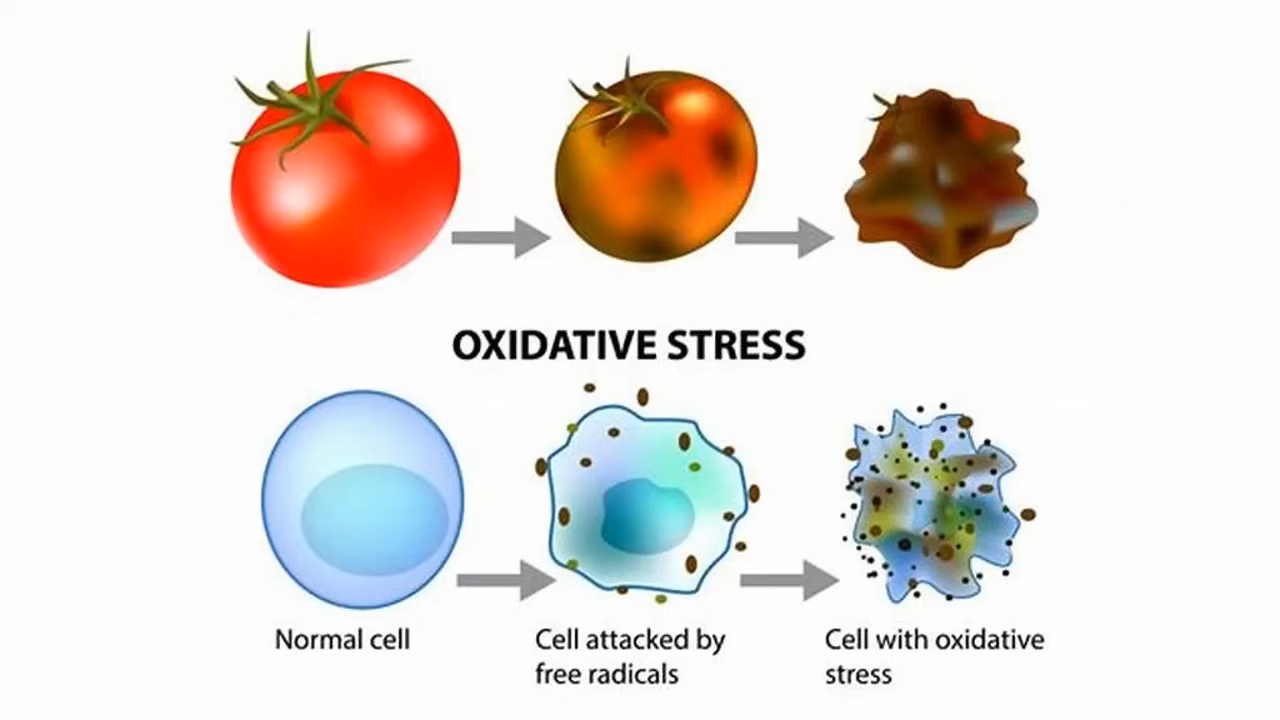 OXIDATIVE STRESS
Normal cell
Cell attacked by
free radicals
Cell with oxidative
stress